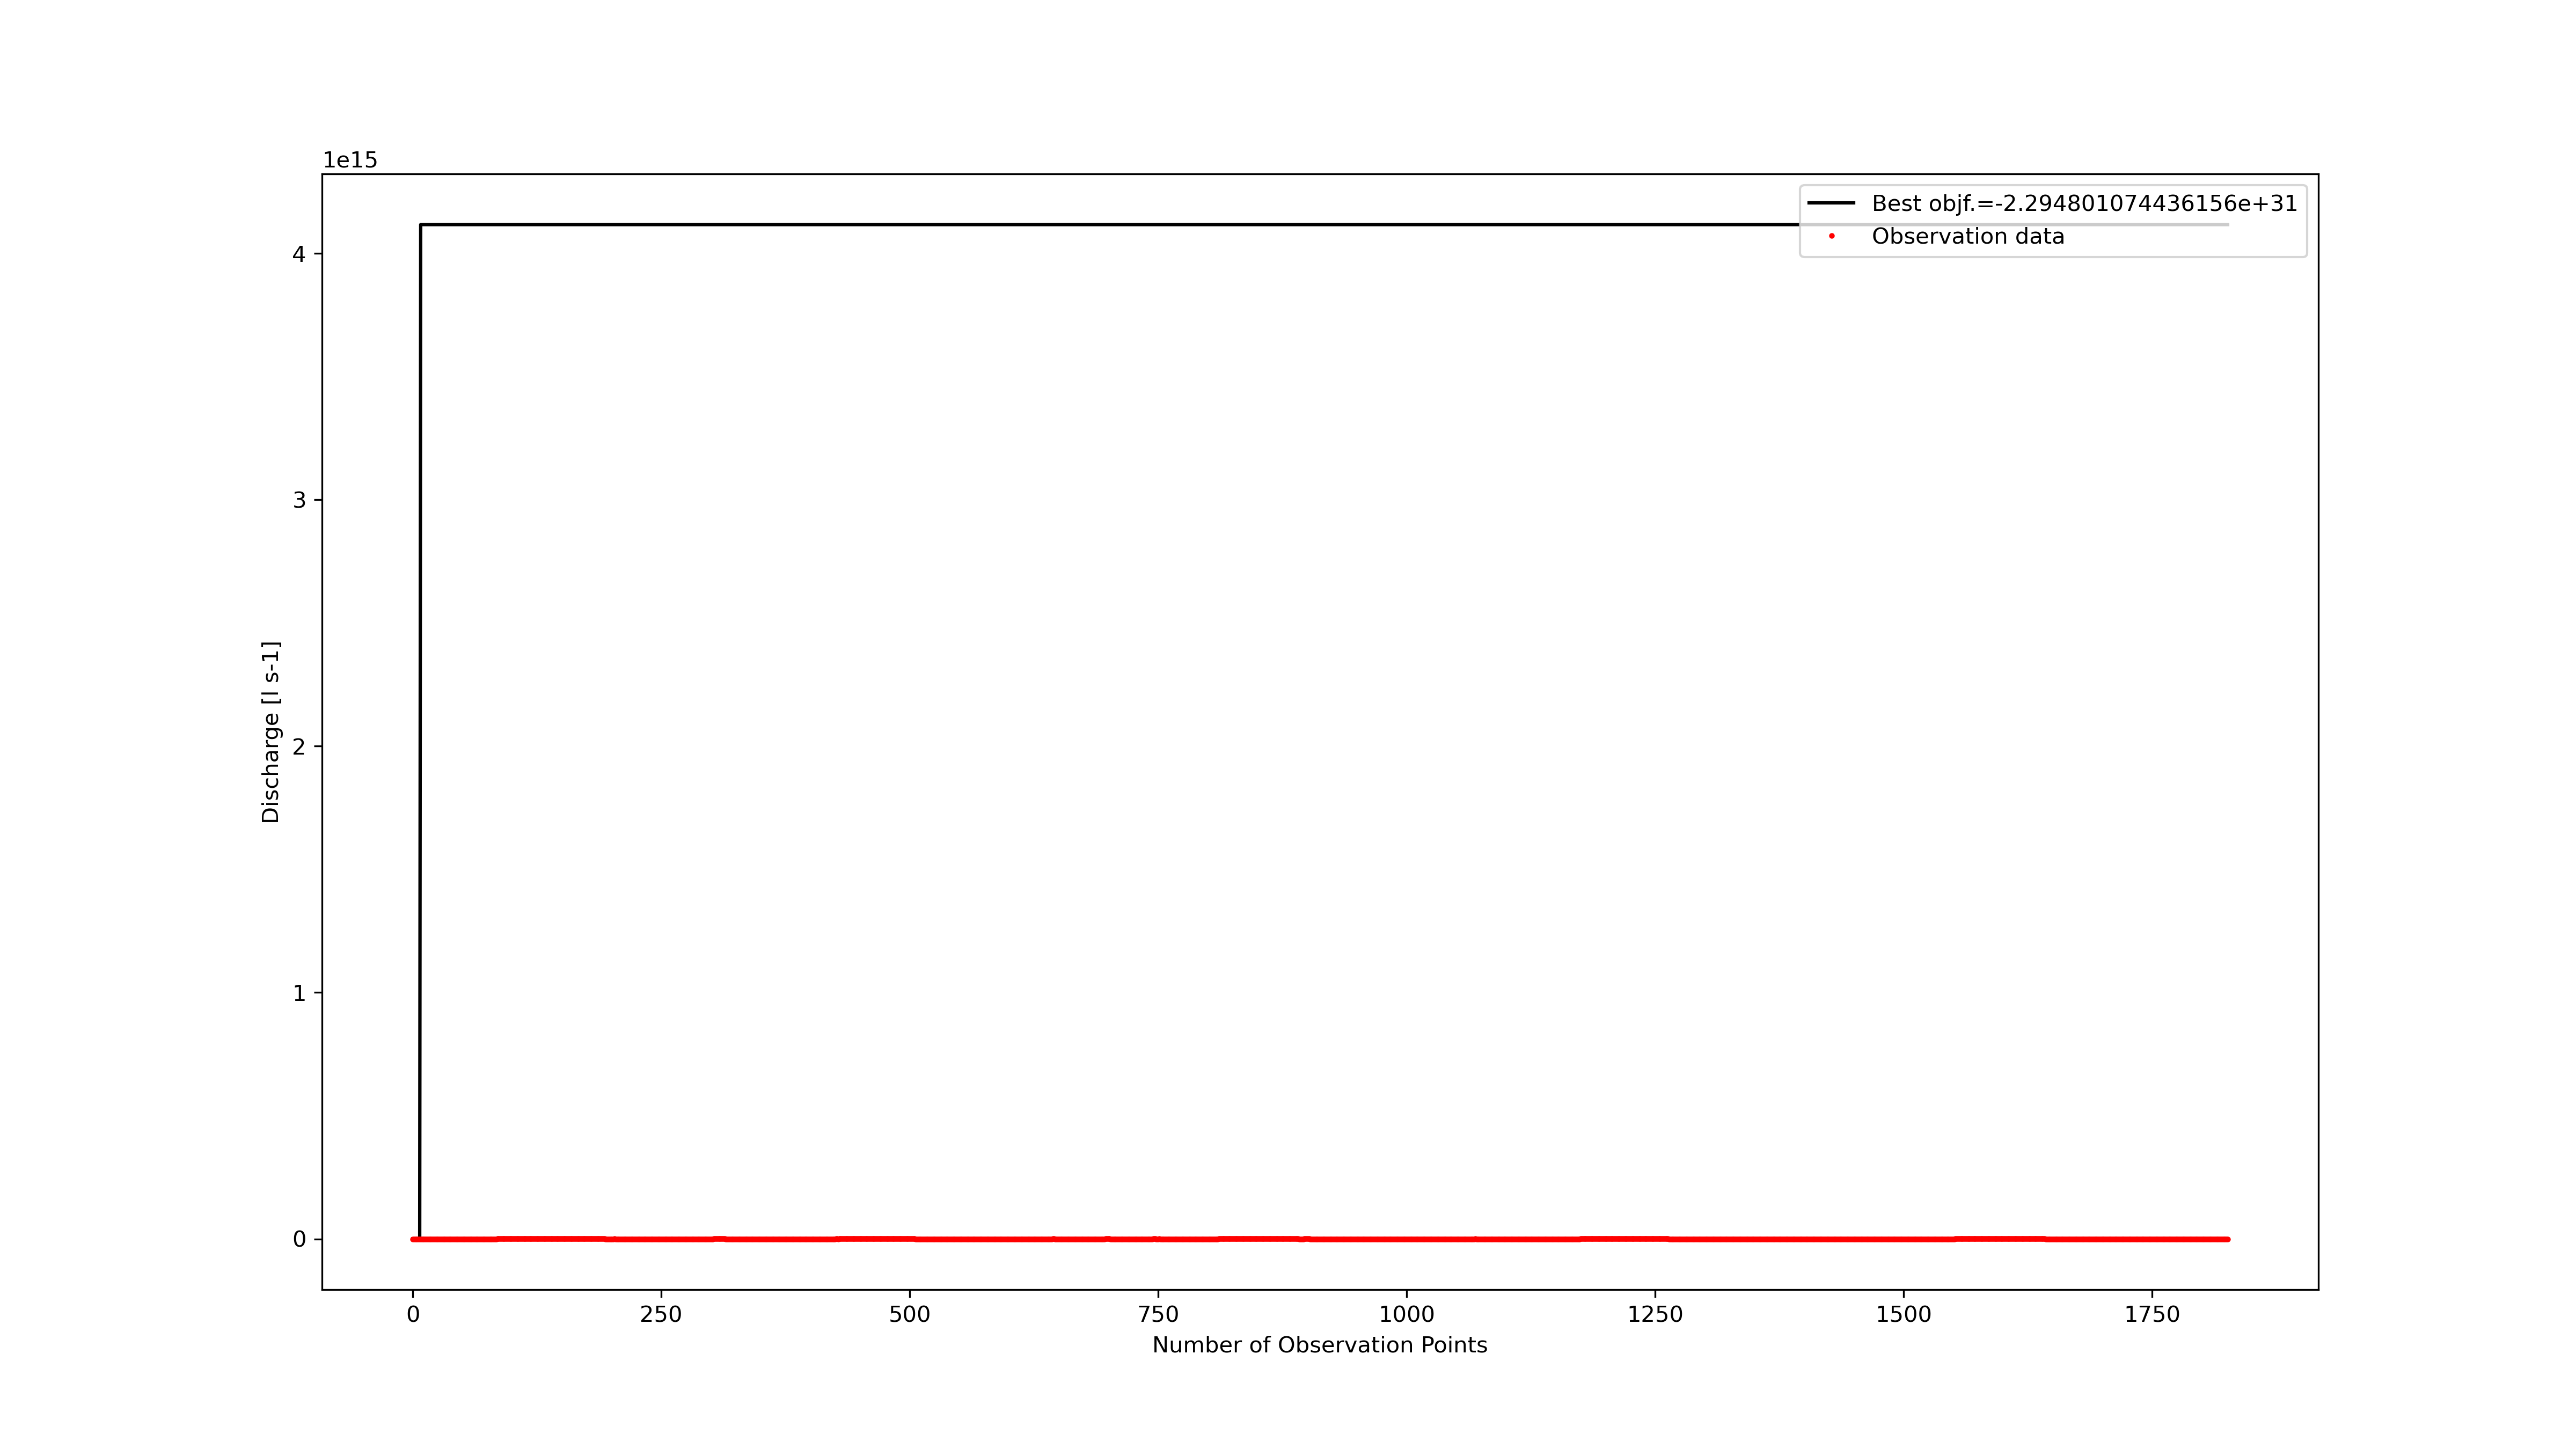 1e15
Best objf.=-2.294801074436156e+31
Observation data
4
3
2
1
0
Discharge [l s-1]
0 250 500 750 1000 1250 1500 1750
Number of Observation Points